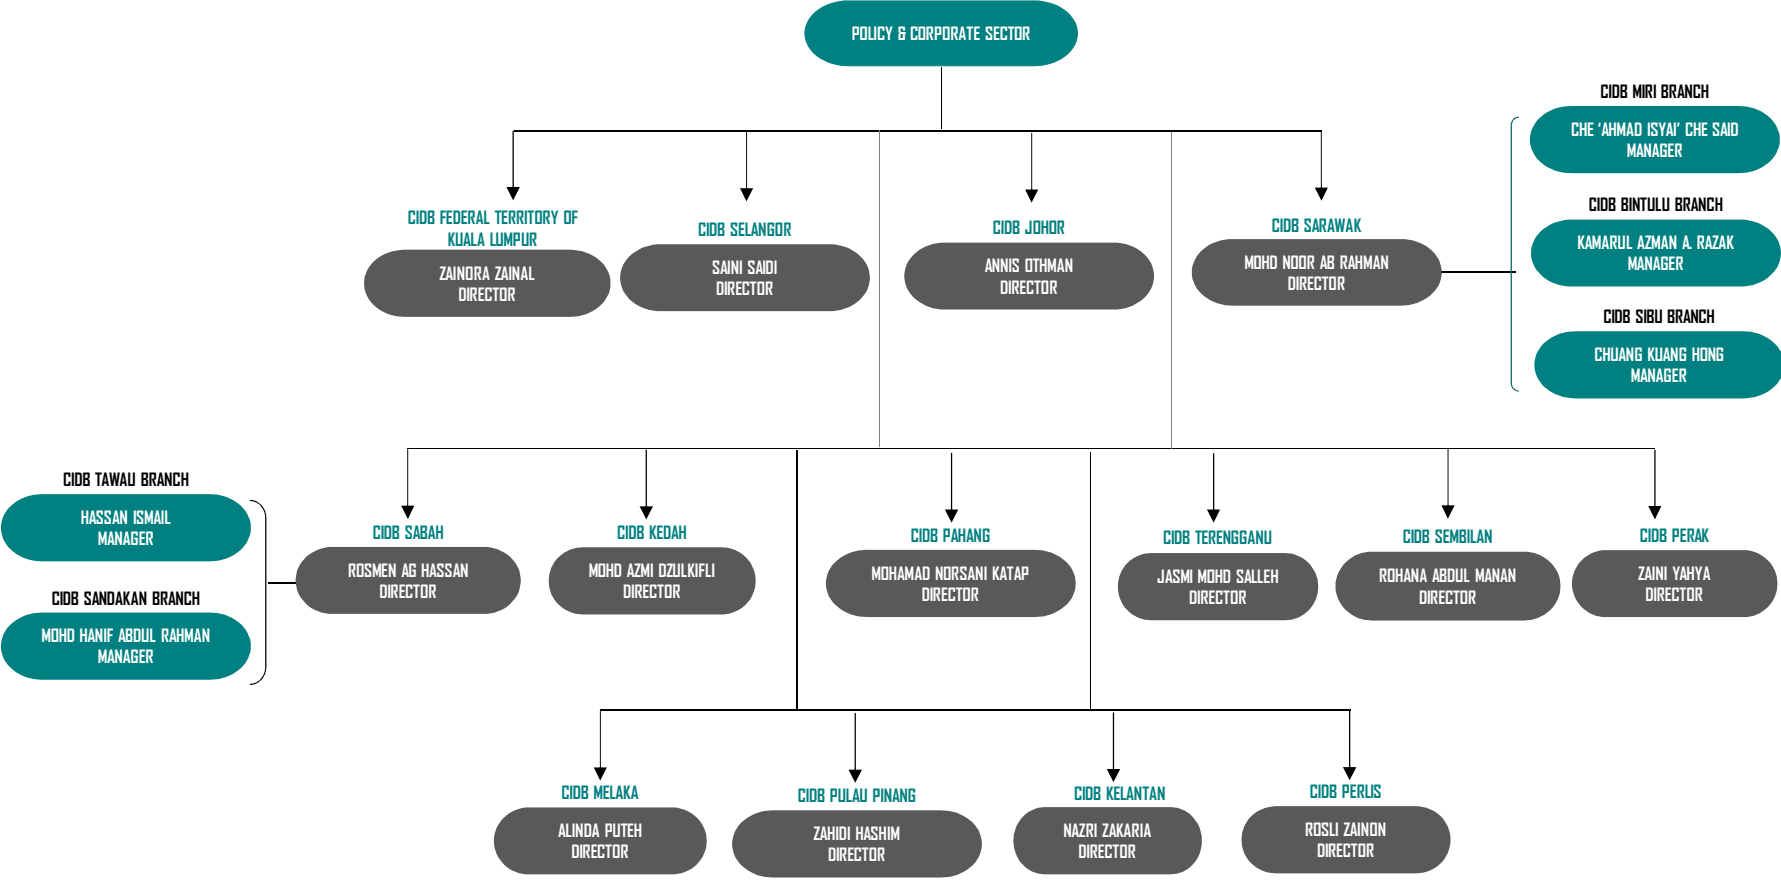 POLICY & CORPORATE SECTOR
CIDB FEDERAL TERRITORY OF
KUALA LUMPUR
ZAINORA ZAINAL
DIRECTOR
CIDB SELANGOR
SAINI SAIDI
DIRECTOR
CIDB JOHOR
ANNIS OTHMAN
DIRECTOR
CIDB SARAWAK
MOHD NOOR AB RAHMAN
DIRECTOR
CIDB MIRI BRANCH
CHE ‘AHMAD ISYAI’ CHE SAID
MANAGER
CIDB BINTULU BRANCH
KAMARUL AZMAN A. RAZAK
MANAGER
CIDB SIBU BRANCH
CHUANG KUANG HONG
MANAGER
CIDB TAWAU BRANCH
HASSAN ISMAIL
MANAGER
CIDB SANDAKAN BRANCH
MOHD HANIF ABDUL RAHMAN
MANAGER
CIDB SABAH
ROSMEN AG HASSAN
DIRECTOR
CIDB KEDAH
MOHD AZMI DZULKIFLI
DIRECTOR
CIDB PAHANG
MOHAMAD NORSANI KATAP
DIRECTOR
CIDB TERENGGANU
JASMI MOHD SALLEH
DIRECTOR
CIDB SEMBILAN
ROHANA ABDUL MANAN
DIRECTOR
CIDB PERAK
ZAINI YAHYA
DIRECTOR
CIDB MELAKA
ALINDA PUTEH
DIRECTOR
CIDB PULAU PINANG
ZAHIDI HASHIM
DIRECTOR
CIDB KELANTAN
NAZRI ZAKARIA
DIRECTOR
CIDB PERLIS
ROSLI ZAINON
DIRECTOR